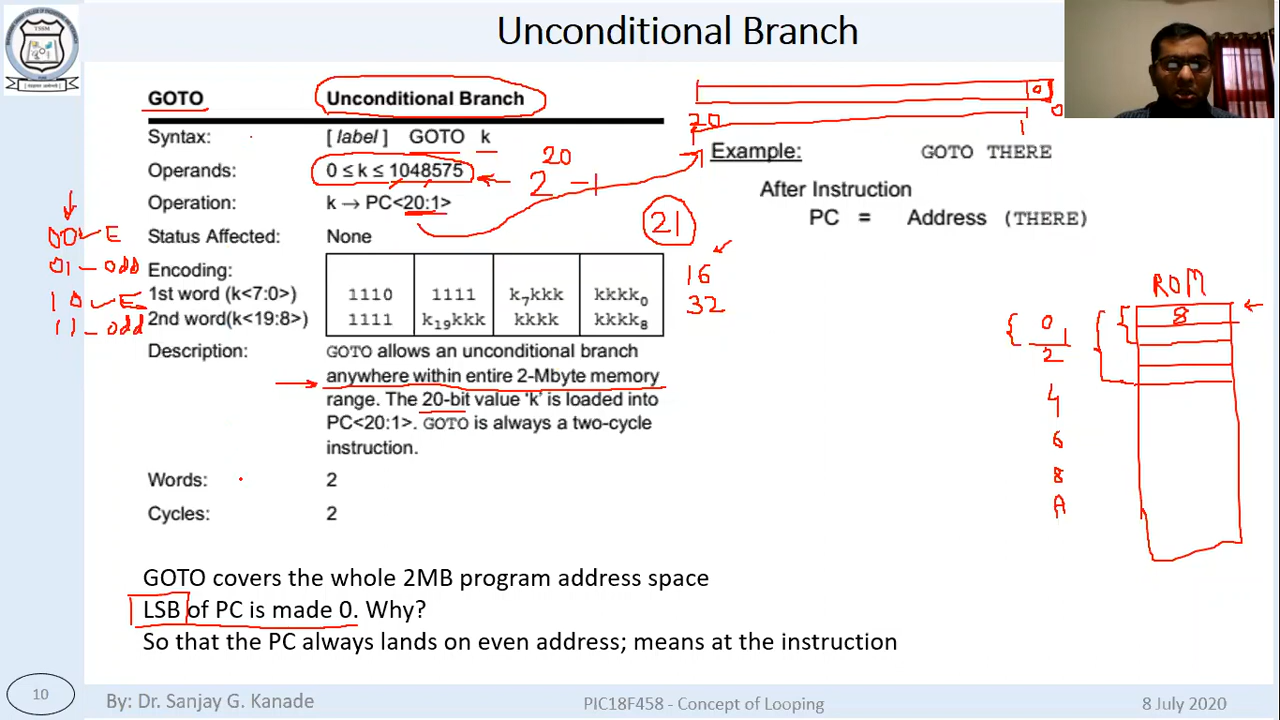 Unconditional Branch
TSSM
GOTO Unconditional Branch
Syntax: [ label ] GOTO k
Operands: 0 ≤ k ≤ 1048575
Operation: k → PC<20:1>
Status Affected: None
Encoding:
1st word (k<7:0>) 1110 1111 k7kkk kkkk0
2nd word(k<19:8>) 1111 k19kkk kkkk kkkk8
Description: GOTO allows an unconditional branch
anywhere within entire 2-Mbyte memory
range. The 20-bit value ‘k’ is loaded into
PC<20:1>. GOTO is always a two-cycle
instruction.
Words: 2
Cycles: 2
20
2 -1
21
16
32
00 E
01 - odd
10 E
11 - odd
0
20 1 0
Example: GOTO THERE
After Instruction
PC = Address (THERE)
ROM
8
0
1
2
4
6
8
A
GOTO covers the whole 2MB program address space
LSB of PC is made 0. Why?
So that the PC always lands on even address; means at the instruction
10 By: Dr. Sanjay G. Kanade PIC18F458 - Concept of Looping 8 July 2020